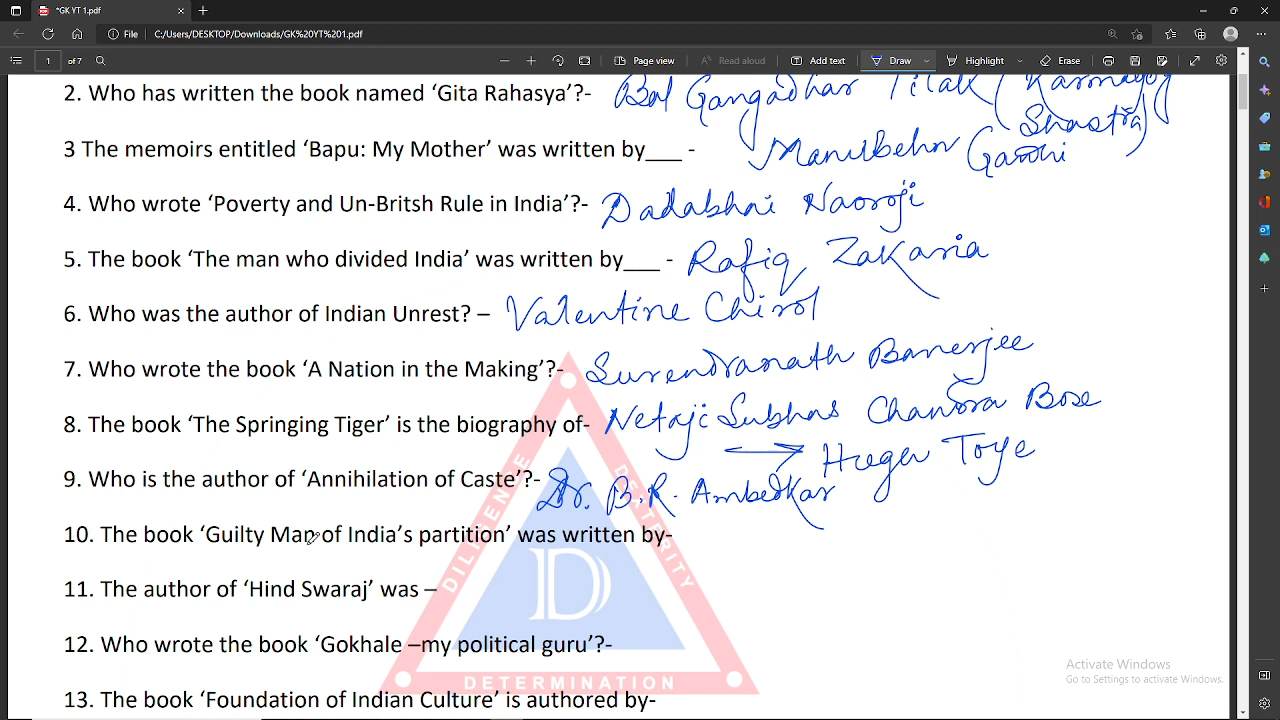 *GK YT 1.pdf
File C:/Users/DESKTOP/Downloads/GK%20YT%201.pdf
1 of 7 Page view Read aloud Add text Draw Highlight Erase
2. Who has written the book named ‘Gita Rahasya’?- Bal Gangadhar Tilak (Karmayog
Shastra)
3 The memoirs entitled ‘Bapu: My Mother’ was written by___ - Manubehn Gandhi
4. Who wrote ‘Poverty and Un-Britsh Rule in India’?- Dadabhai Naoroji
5. The book ‘The man who divided India’ was written by___ - Rafiq Zakaria
6. Who was the author of Indian Unrest? – Valentine Chirol
7. Who wrote the book ‘A Nation in the Making’?- Surendranath Banerjee
8. The book ‘The Springing Tiger’ is the biography of- Netaji Subhas Chandra Bose
→ Huge Toye
9. Who is the author of ‘Annihilation of Caste’?- Dr. B.R. Ambedkar
10. The book ‘Guilty Man of India’s partition’ was written by-
11. The author of ‘Hind Swaraj’ was –
12. Who wrote the book ‘Gokhale –my political guru’?-
13. The book ‘Foundation of Indian Culture’ is authored by-
DILIGENCE
DEXTERITY
D
DETERMINATION
Activate Windows
Go to Settings to activate Windows.